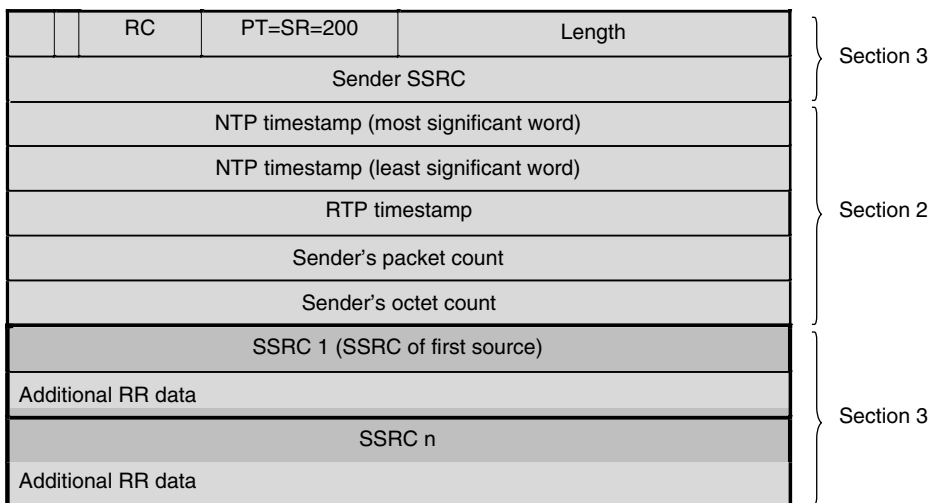 RC PT=SR=200 Length
Section 3
Sender SSRC
NTP timestamp (most significant word)
NTP timestamp (least significant word)
RTP timestamp
Section 2
Sender's packet count
Sender's octet count
SSRC 1 (SSRC of first source)
Additional RR data
Section 3
SSRC n
Additional RR data